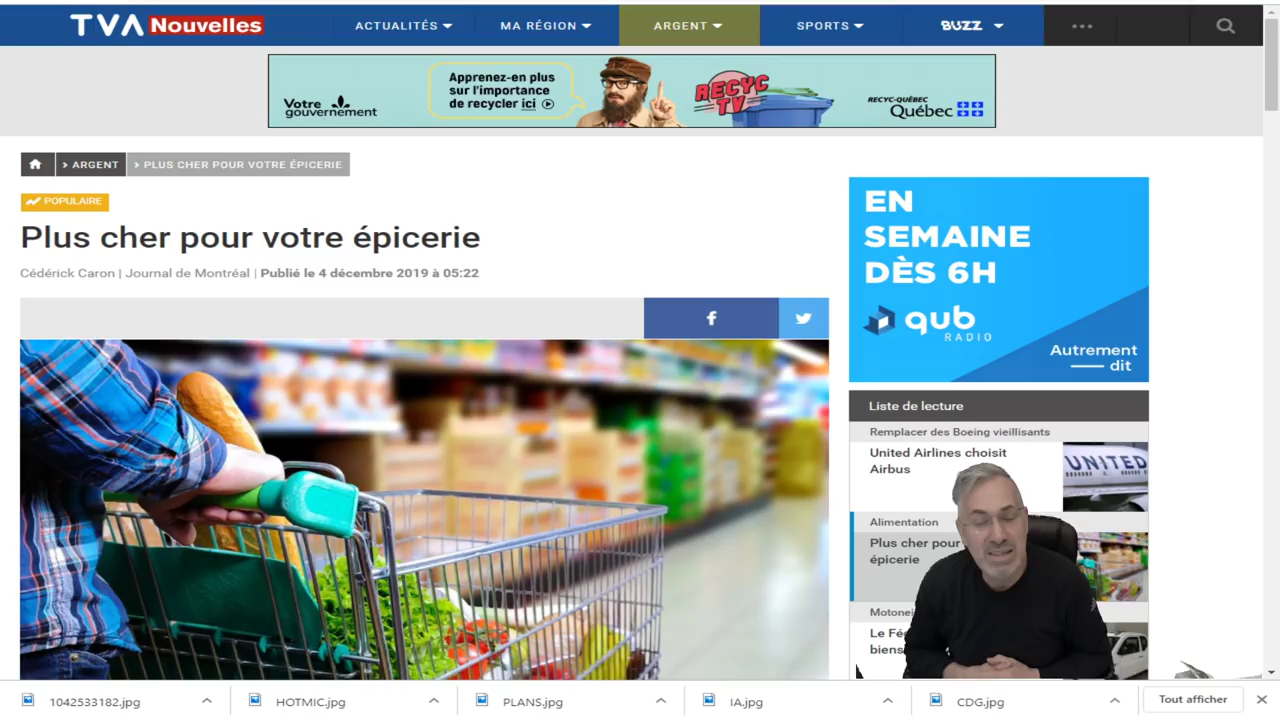 TVA Nouvelles
ACTUALITÉS
MA RÉGION
ARGENT
SPORTS
BUZZ
Votre
gouvernement
Apprenez-en plus
sur l'importance
de recycler ici
RECYC
TV
RECYC-QUÉBEC
Québec
> ARGENT
> PLUS CHER POUR VOTRE ÉPICERIE
POPULAIRE
Plus cher pour votre épicerie
Cédérick Caron | Journal de Montréal | Publié le 4 décembre 2019 à 05:22
EN
SEMAINE
DÈS 6H
qub
RADIO
Autrement
dit
Liste de lecture
Remplacer des Boeing vieillisants
United Airlines choisit
Airbus
UNITED
Alimentation
Plus cher pour
épicerie
Le Fé
biens
1042533182.jpg
HOTMIC.jpg
PLANS.jpg
IA.jpg
CDG.jpg
Tout afficher